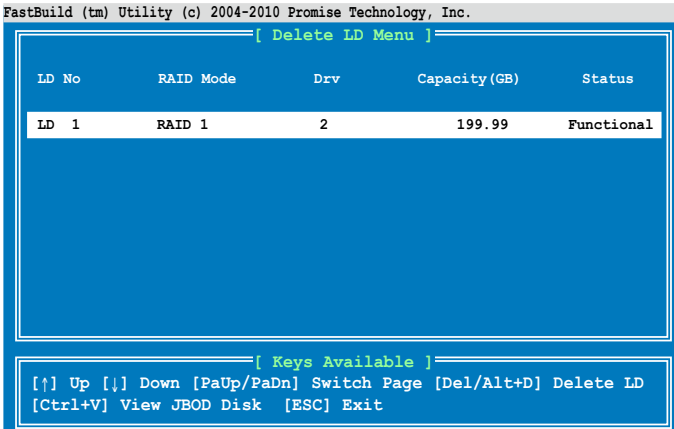 FastBuild (tm) Utility (c) 2004-2010 Promise Technology, Inc.
[ Delete LD Menu ]
LD No RAID Mode Drv Capacity(GB) Status
LD 1 RAID 1 2 199.99 Functional
[ Keys Available ]
[↑] Up [↓] Down [PaUp/PaDn] Switch Page [Del/Alt+D] Delete LD
[Ctrl+V] View JBOD Disk [ESC] Exit